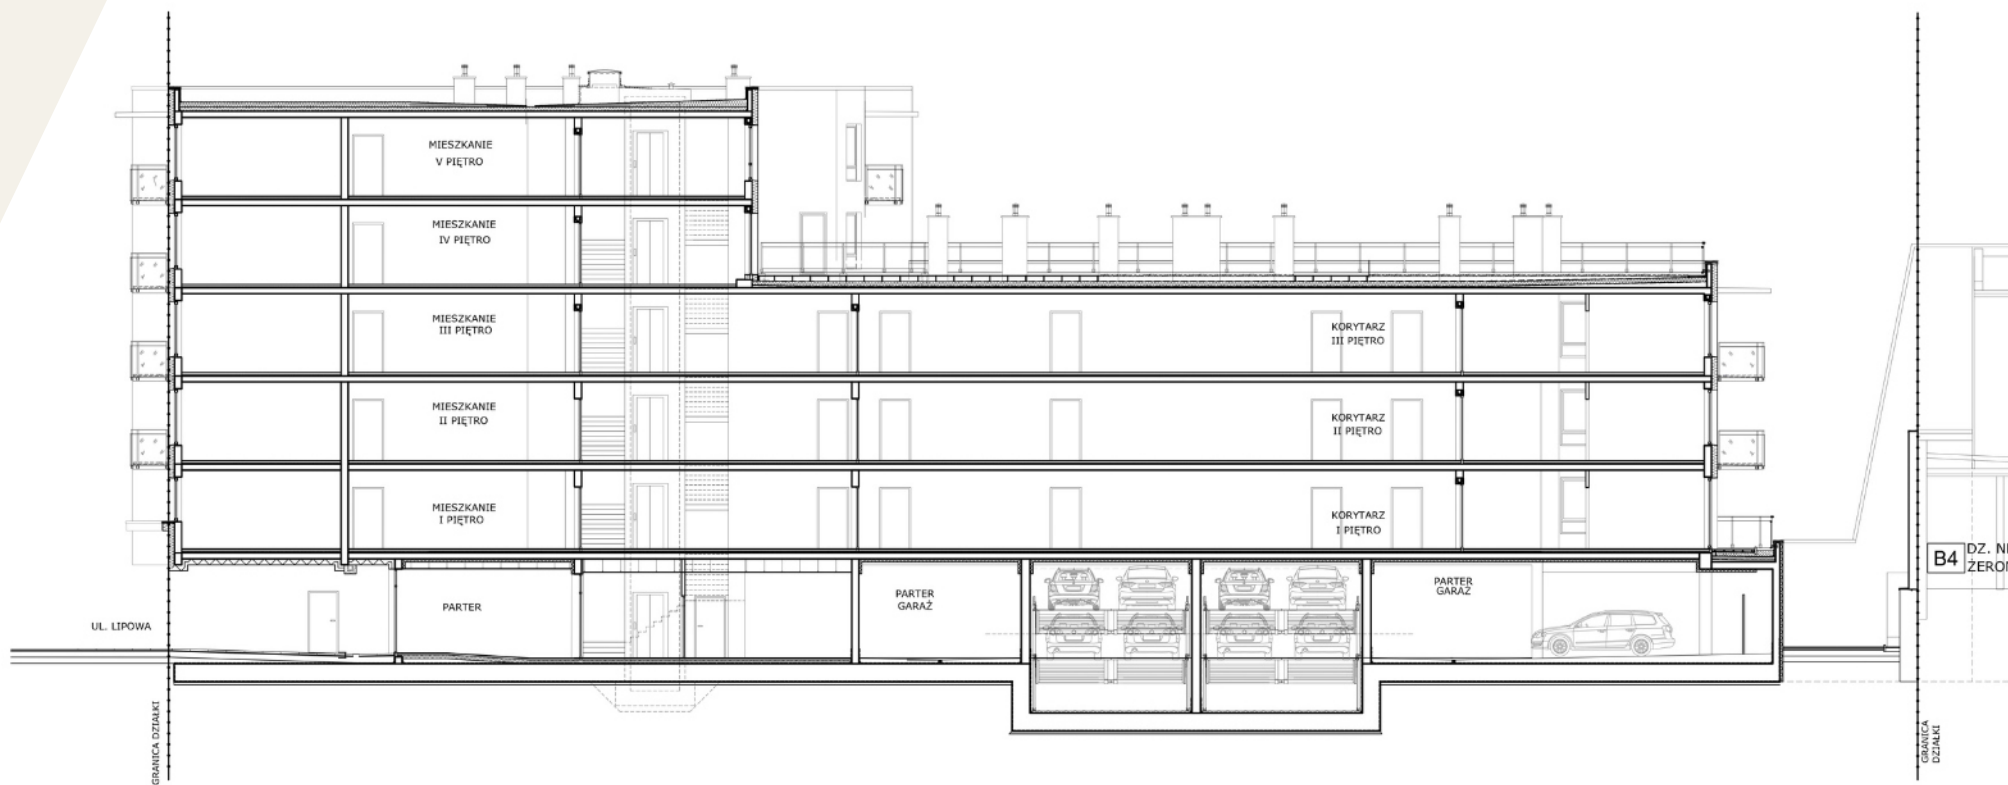 MIESZKANIE
V PIĘTRO
MIESZKANIE
IV PIĘTRO
MIESZKANIE
III PIĘTRO
KORYTARZ
III PIĘTRO
MIESZKANIE
II PIĘTRO
KORYTARZ
II PIĘTRO
MIESZKANIE
I PIĘTRO
KORYTARZ
I PIĘTRO
B4
DZ.
PARTER
PARTER
GARAŻ
PARTER
GARAŻ
UL. LIPOWA
GRANICA DZIAŁKI
GRANICA
DZIAŁKI